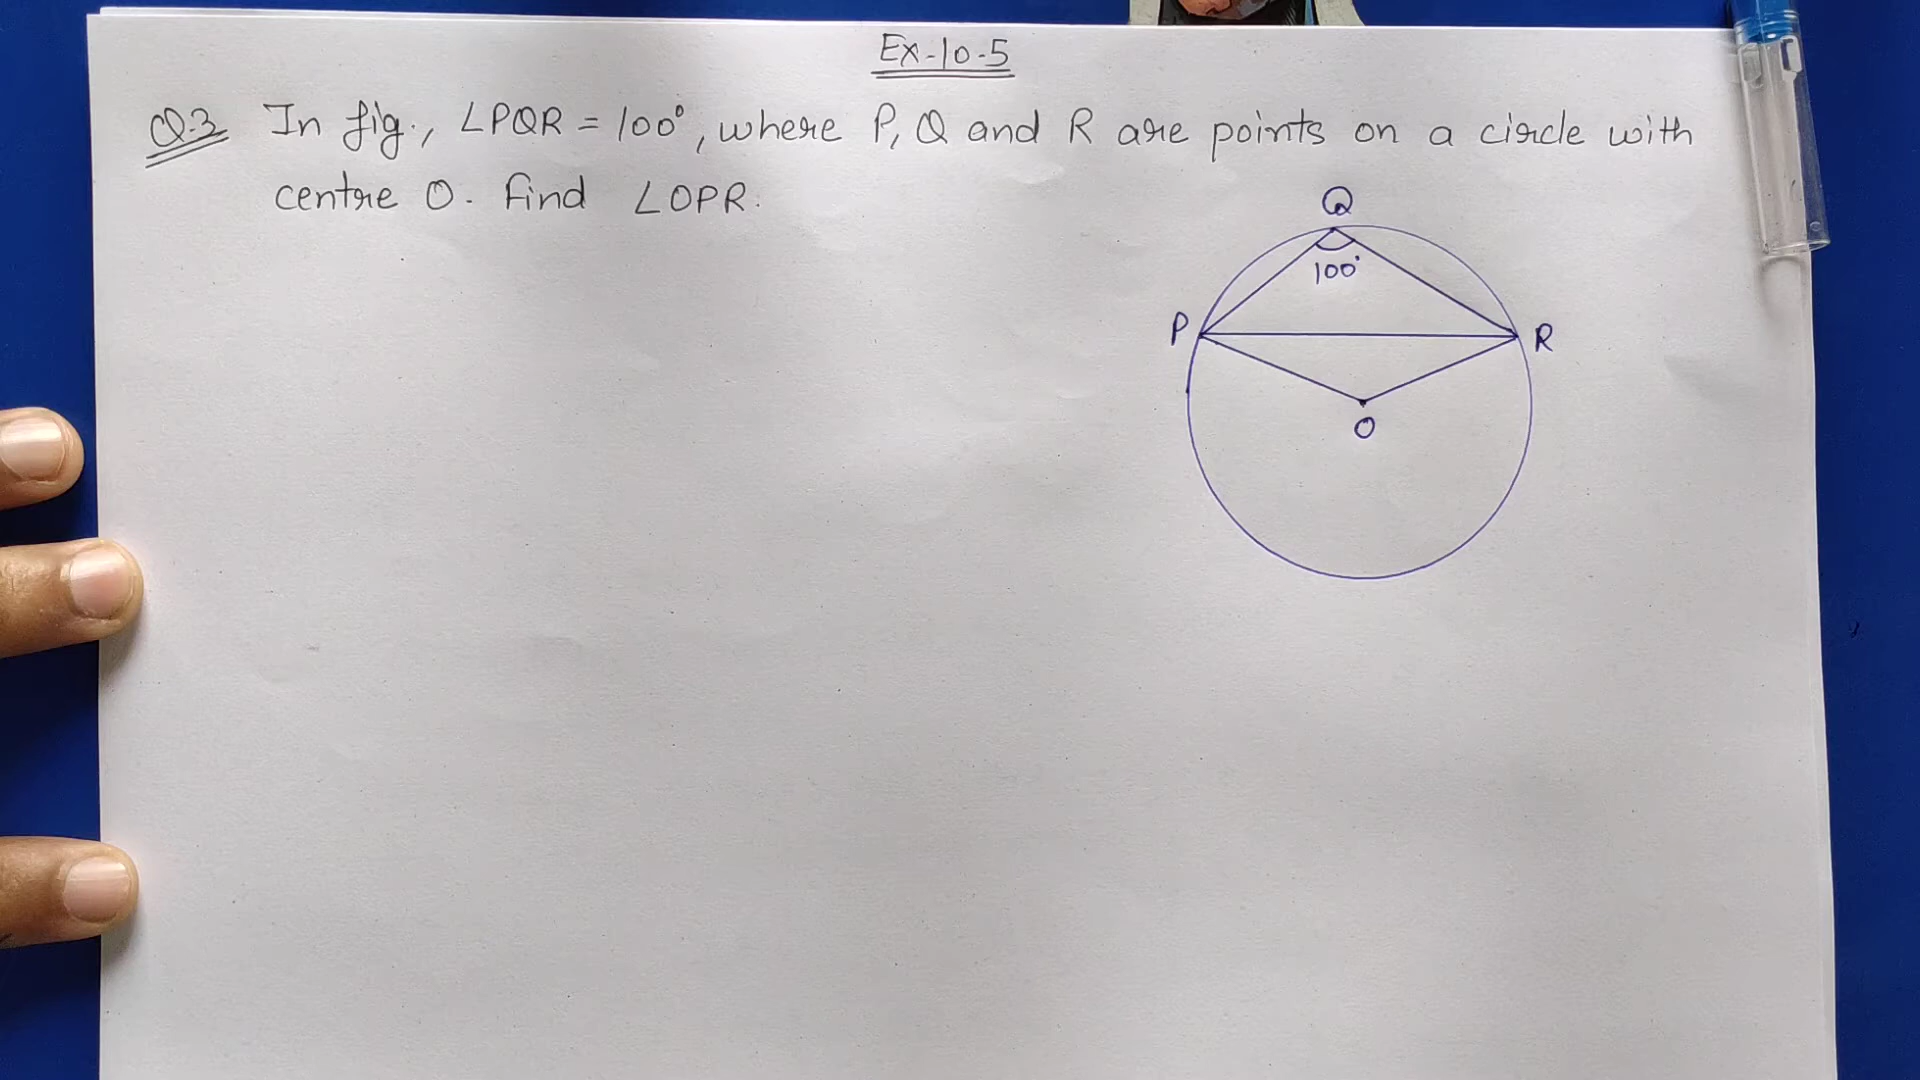 Ex-10.5
Q.3 In fig., ∠PQR = 100°, where P, Q and R are points on a circle with
centre O. Find ∠OPR.
Q
100°
P
R
O